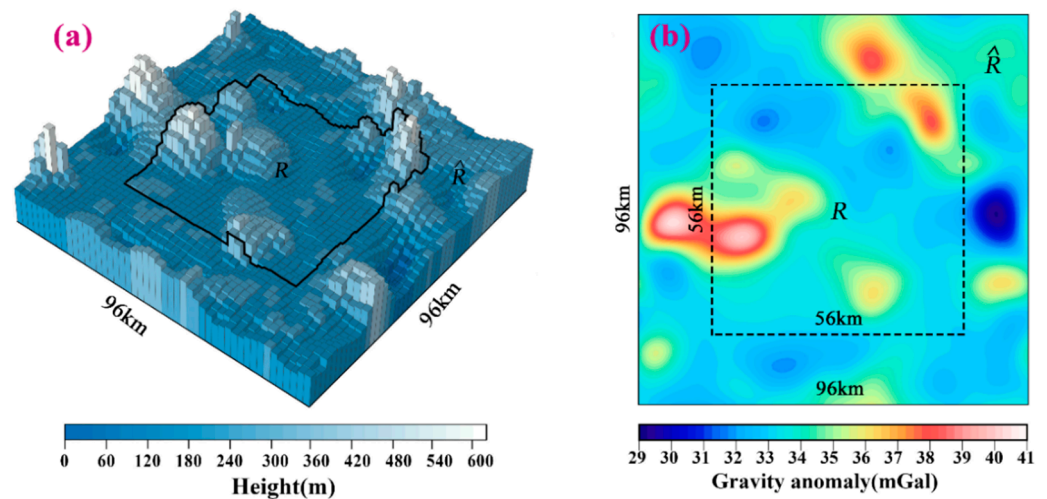 (a)
R
R̂
96km
96km
0 60 120 180 240 300 360 420 480 540 600
Height(m)
(b)
R̂
96km
56km
R
56km
96km
29 30 31 32 33 34 35 36 37 38 39 40 41
Gravity anomaly(mGal)